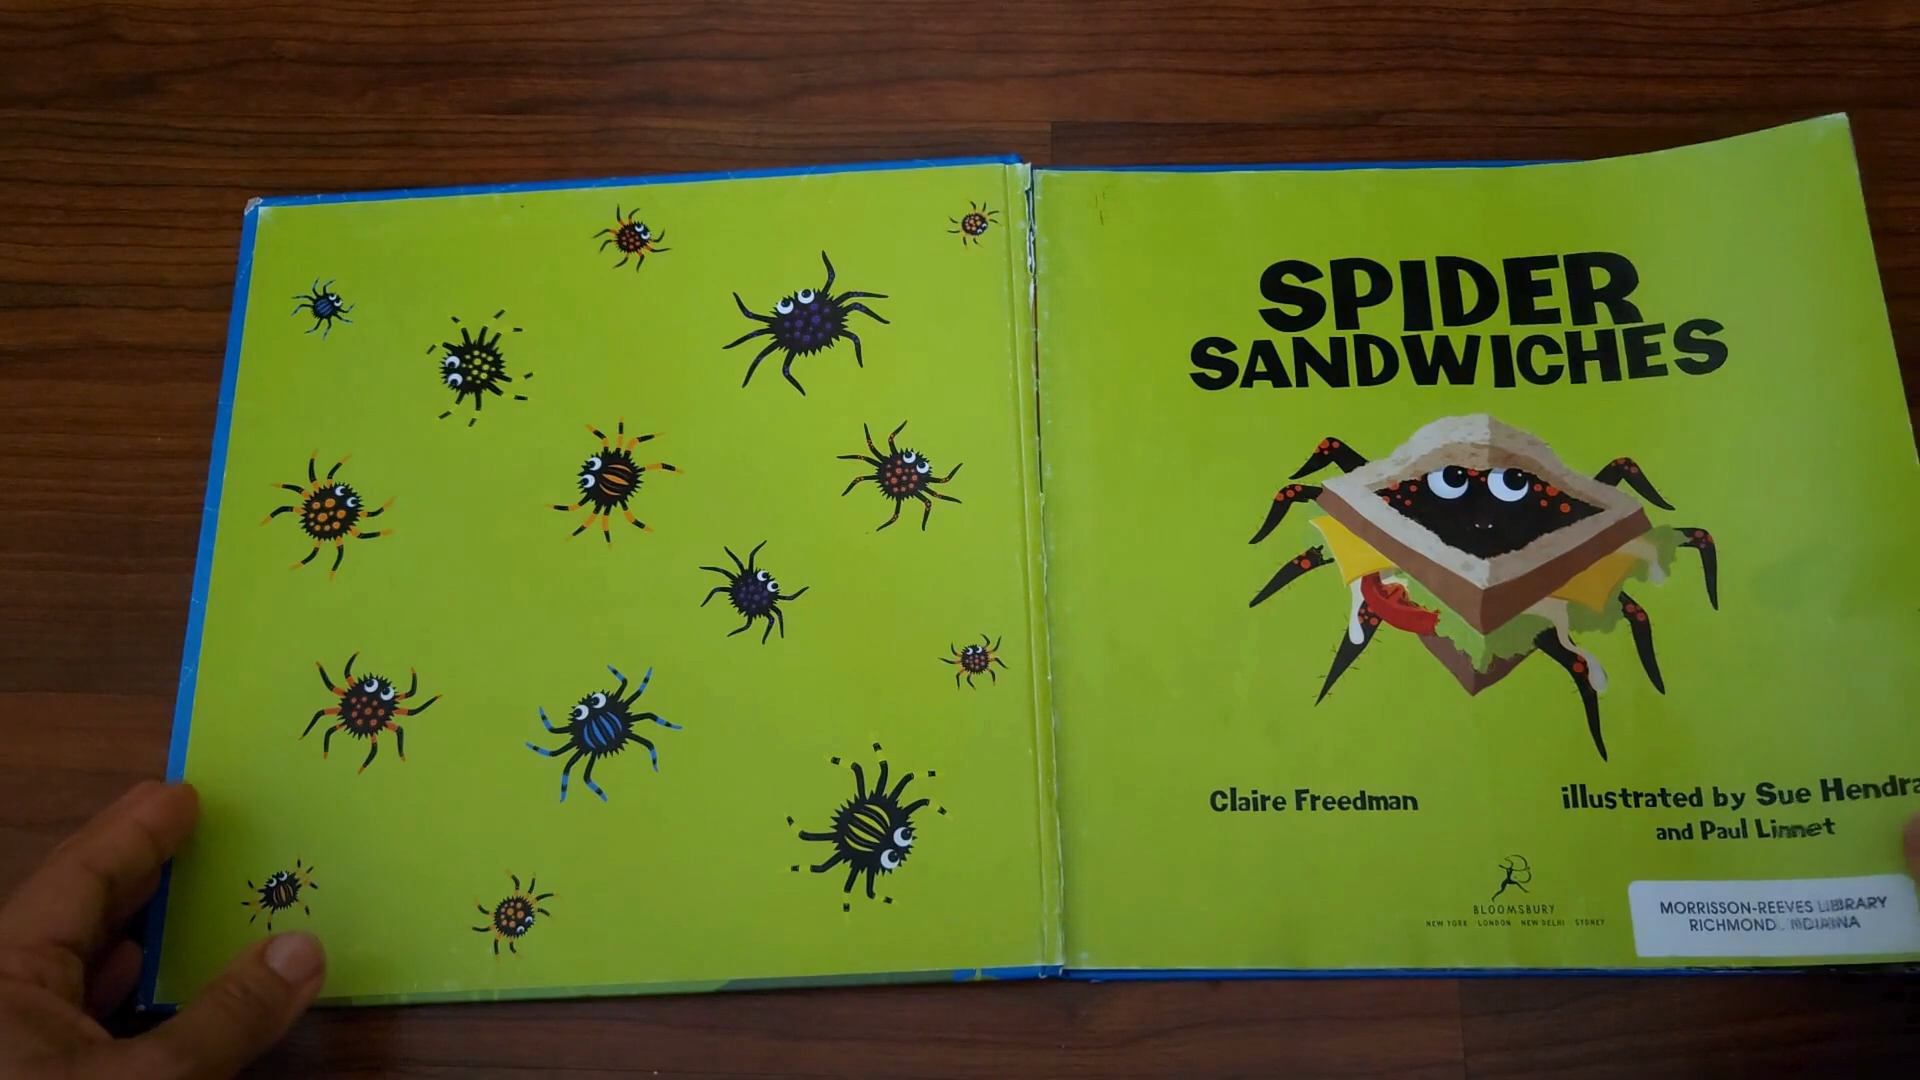 SPIDER
SANDWICHES
Claire Freedman
illustrated by Sue Hendra
and Paul Linnet
BLOOMSBURY
NEW YORK LONDON NEW DELHI SYDNEY
MORRISSON-REEVES LIBRARY
RICHMOND, INDIANA